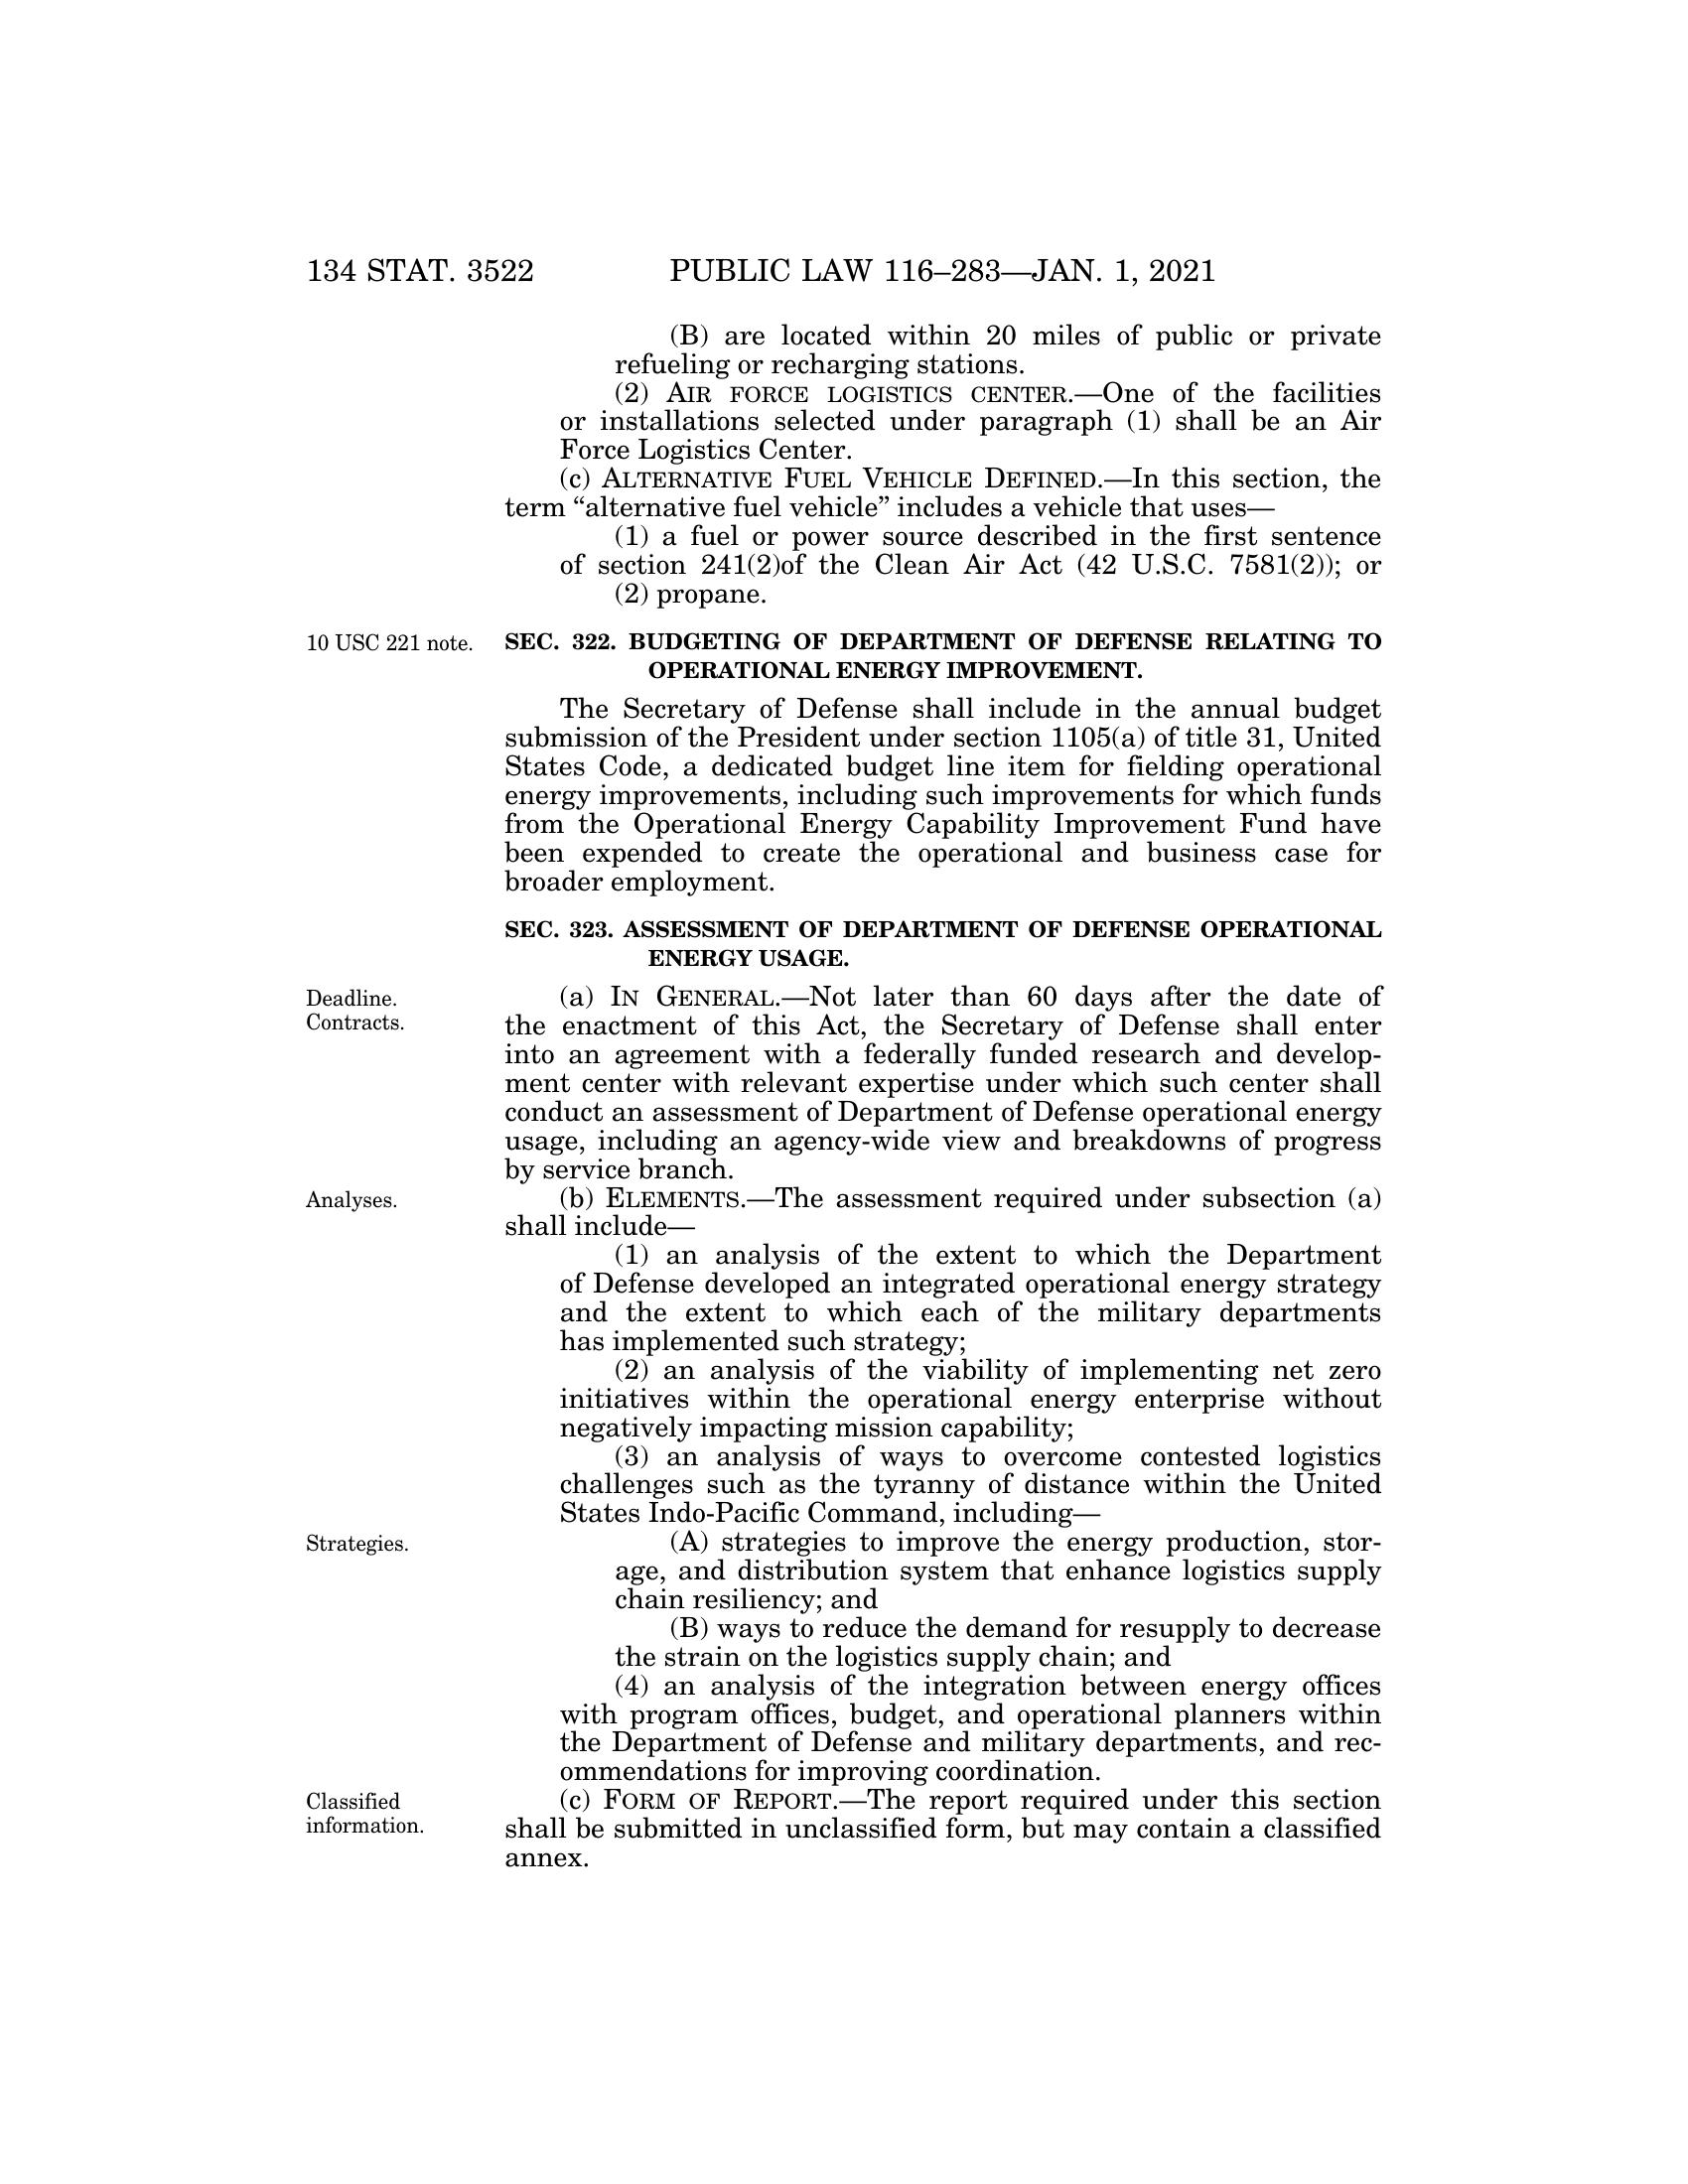 134 STAT. 3522 PUBLIC LAW 116–283—JAN. 1, 2021
(B) are located within 20 miles of public or private
refueling or recharging stations.
(2) AIR FORCE LOGISTICS CENTER.—One of the facilities
or installations selected under paragraph (1) shall be an Air
Force Logistics Center.
(c) ALTERNATIVE FUEL VEHICLE DEFINED.—In this section, the
term “alternative fuel vehicle” includes a vehicle that uses—
(1) a fuel or power source described in the first sentence
of section 241(2)of the Clean Air Act (42 U.S.C. 7581(2)); or
(2) propane.
10 USC 221 note.
SEC. 322. BUDGETING OF DEPARTMENT OF DEFENSE RELATING TO
OPERATIONAL ENERGY IMPROVEMENT.
The Secretary of Defense shall include in the annual budget
submission of the President under section 1105(a) of title 31, United
States Code, a dedicated budget line item for fielding operational
energy improvements, including such improvements for which funds
from the Operational Energy Capability Improvement Fund have
been expended to create the operational and business case for
broader employment.
SEC. 323. ASSESSMENT OF DEPARTMENT OF DEFENSE OPERATIONAL
ENERGY USAGE.
Deadline.
Contracts.
(a) IN GENERAL.—Not later than 60 days after the date of
the enactment of this Act, the Secretary of Defense shall enter
into an agreement with a federally funded research and develop-
ment center with relevant expertise under which such center shall
conduct an assessment of Department of Defense operational energy
usage, including an agency-wide view and breakdowns of progress
by service branch.
Analyses.
(b) ELEMENTS.—The assessment required under subsection (a)
shall include—
(1) an analysis of the extent to which the Department
of Defense developed an integrated operational energy strategy
and the extent to which each of the military departments
has implemented such strategy;
(2) an analysis of the viability of implementing net zero
initiatives within the operational energy enterprise without
negatively impacting mission capability;
(3) an analysis of ways to overcome contested logistics
challenges such as the tyranny of distance within the United
States Indo-Pacific Command, including—
Strategies.
(A) strategies to improve the energy production, stor-
age, and distribution system that enhance logistics supply
chain resiliency; and
(B) ways to reduce the demand for resupply to decrease
the strain on the logistics supply chain; and
(4) an analysis of the integration between energy offices
with program offices, budget, and operational planners within
the Department of Defense and military departments, and rec-
ommendations for improving coordination.
Classified
information.
(c) FORM OF REPORT.—The report required under this section
shall be submitted in unclassified form, but may contain a classified
annex.